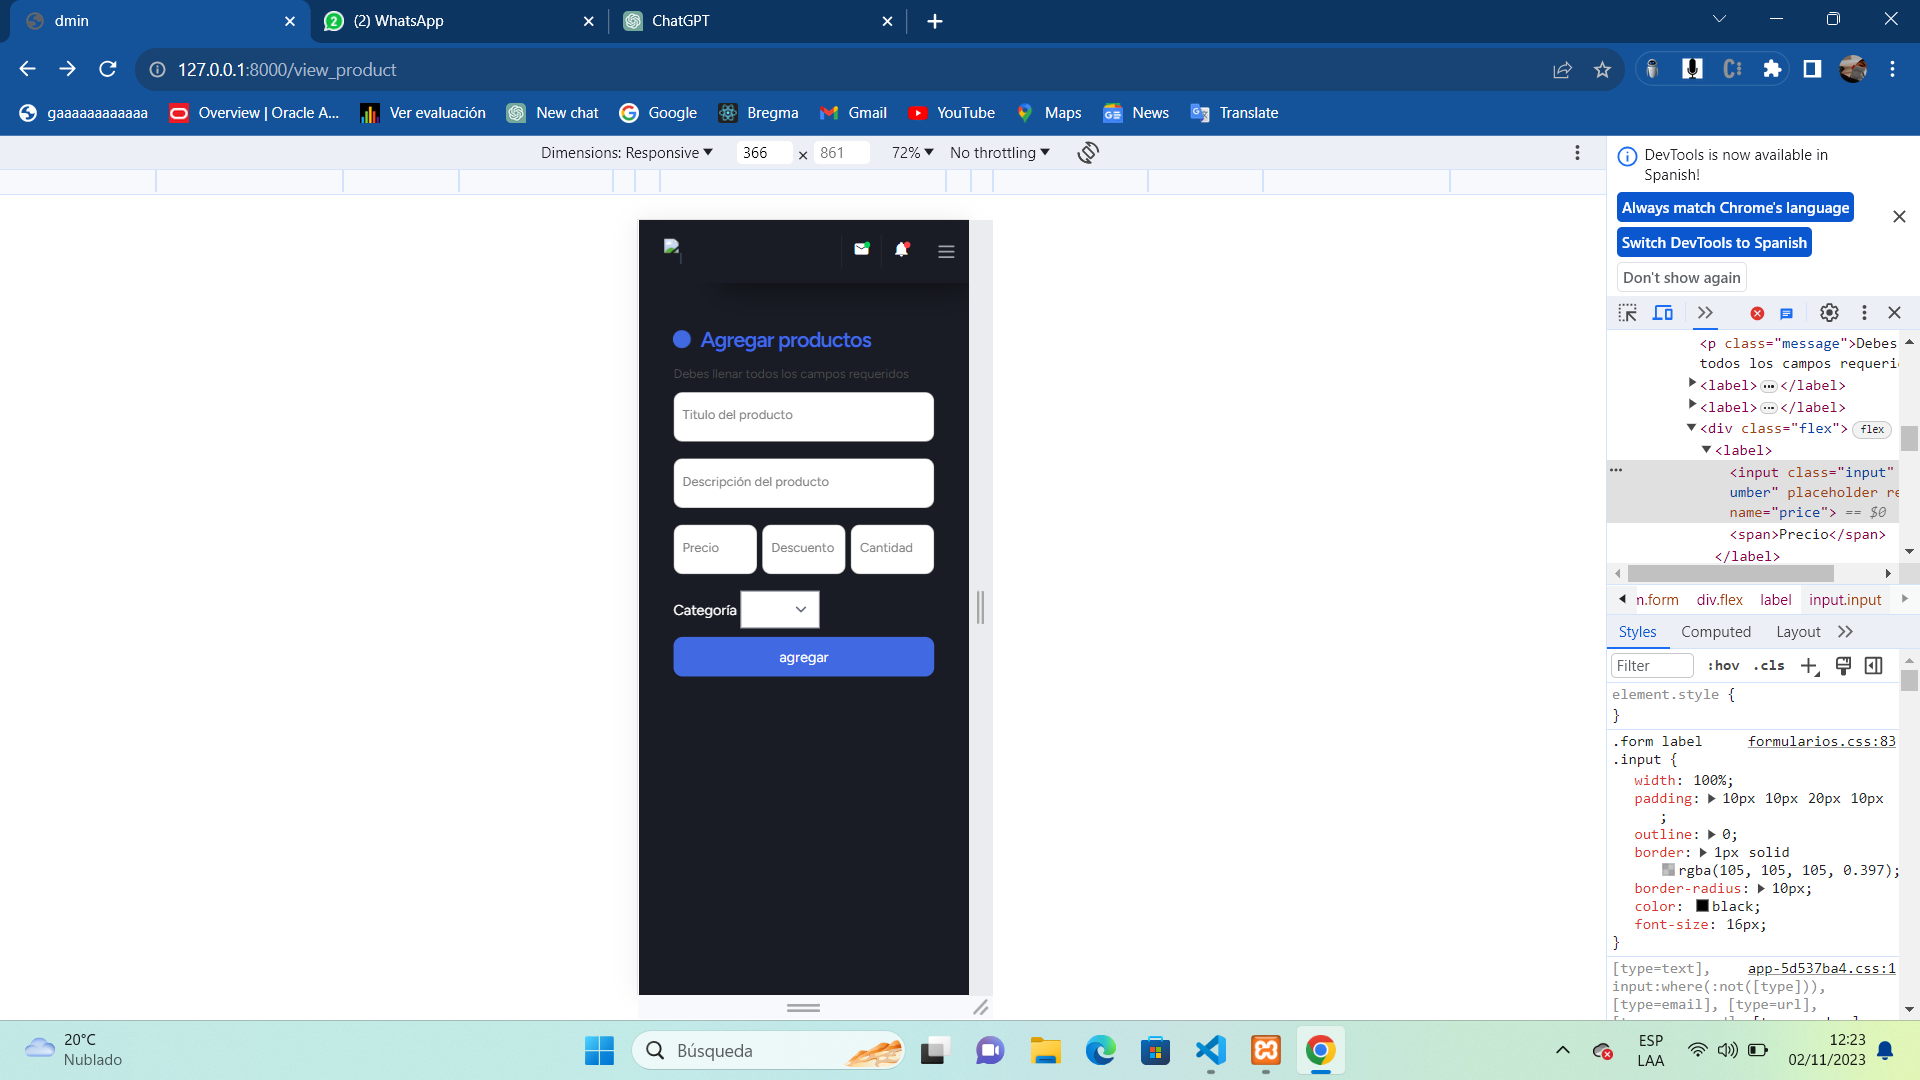 dmin
(2) WhatsApp
ChatGPT
127.0.0.1:8000/view_product
gaaaaaaaaaaaa
Overview | Oracle A...
Ver evaluación
New chat
Google
Bregma
Gmail
YouTube
Maps
News
Translate
Dimensions: Responsive
366
×
861
72%
No throttling
DevTools is now available in
Spanish!
Always match Chrome's language
Switch DevTools to Spanish
Don't show again
Agregar productos
Debes llenar todos los campos requeridos
Titulo del producto
Descripción del producto
Precio
Descuento
Cantidad
Categoría
agregar
<p class="message">Debes
todos los campos requeri
<label>…</label>
<label>…</label>
<div class="flex"> flex
<label>
<input class="input"
umber" placeholder re
name="price"> == $0
<span>Precio</span>
</label>
m.form
div.flex
label
input.input
Styles
Computed
Layout
Filter
:hov
.cls
element.style {
}
.form label
formularios.css:83
.input {
width: 100%;
padding: 10px 10px 20px 10px
;
outline: 0;
border: 1px solid
rgba(105, 105, 105, 0.397);
border-radius: 10px;
color: black;
font-size: 16px;
}
[type=text],
app-5d537ba4.css:1
input:where(:not([type])),
[type=email], [type=url],
20°C
Nublado
Búsqueda
ESP
LAA
12:23
02/11/2023